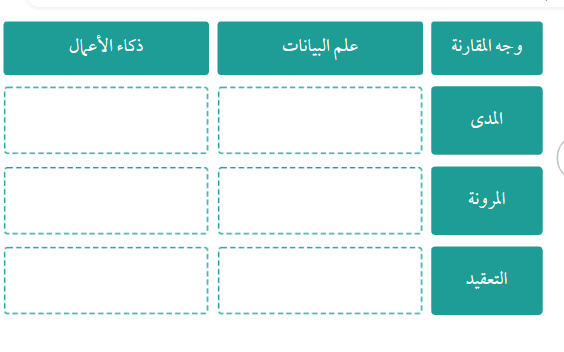 وجه المقارنة
علم البيانات
ذكاء الأعمال
المدى
المرونة
التعقيد